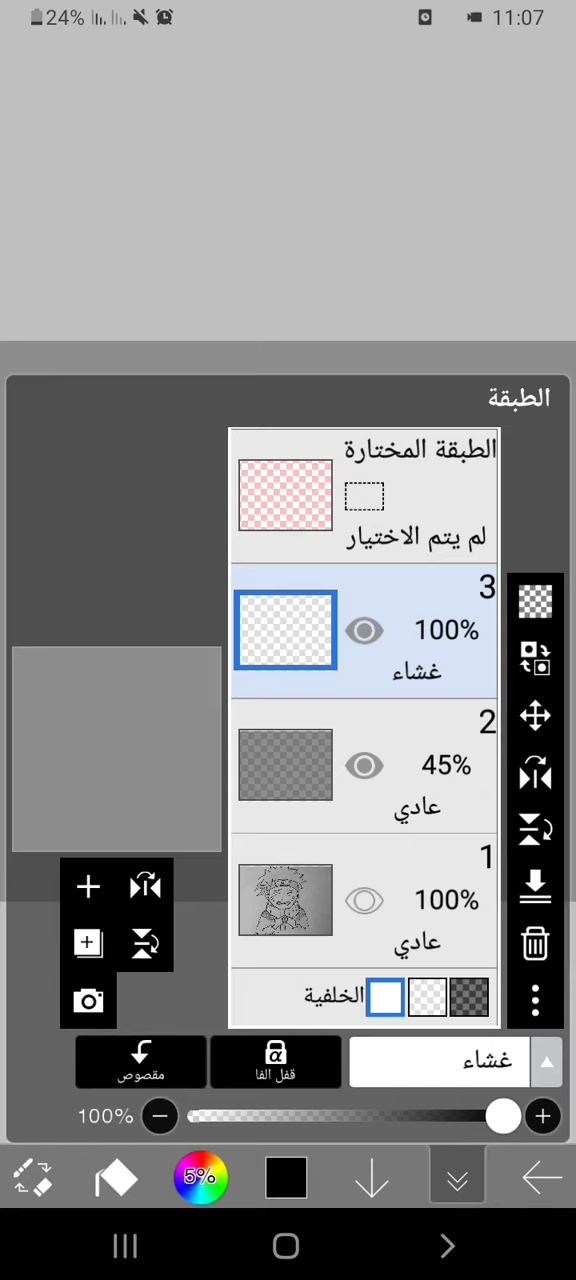 24% 11:07
الطبقة
الطبقة المختارة
لم يتم الاختيار
3
100%
غشاء
2
45%
عادي
1
100%
عادي
الخلفية
مقصوص
قفل الفا
α
غشاء
100%
5%